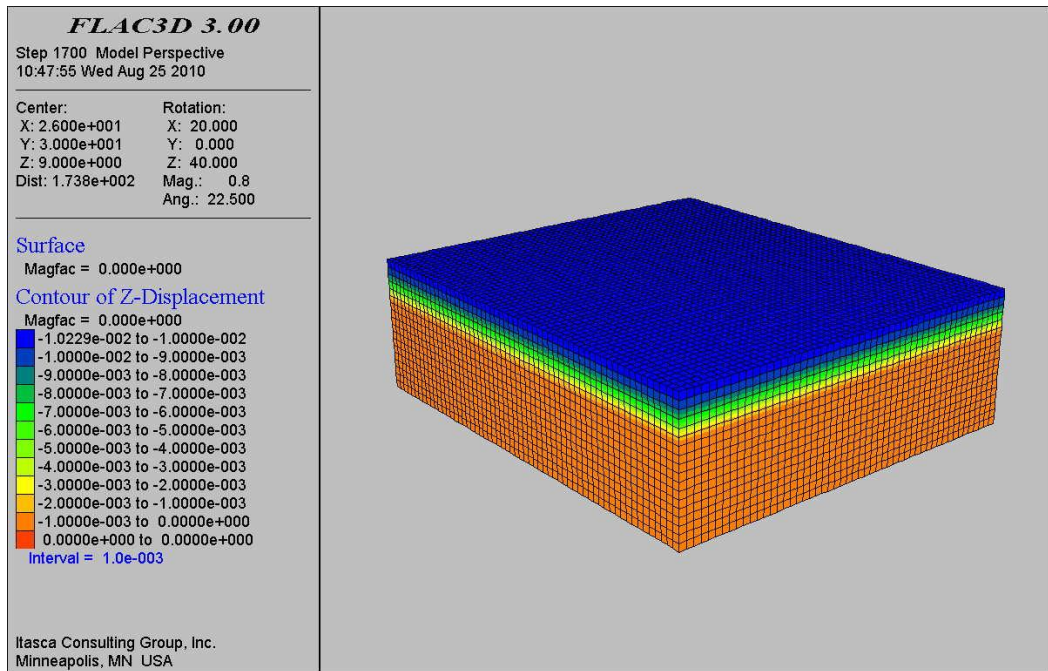 FLAC3D 3.00
Step 1700 Model Perspective
10:47:55 Wed Aug 25 2010
Center:
X: 2.600e+001
Y: 3.000e+001
Z: 9.000e+000
Dist: 1.738e+002
Rotation:
X: 20.000
Y: 0.000
Z: 40.000
Mag.: 0.8
Ang.: 22.500
Surface
Magfac = 0.000e+000
Contour of Z-Displacement
Magfac = 0.000e+000
-1.0229e-002 to -1.0000e-002
-1.0000e-002 to -9.0000e-003
-9.0000e-003 to -8.0000e-003
-8.0000e-003 to -7.0000e-003
-7.0000e-003 to -6.0000e-003
-6.0000e-003 to -5.0000e-003
-5.0000e-003 to -4.0000e-003
-4.0000e-003 to -3.0000e-003
-3.0000e-003 to -2.0000e-003
-2.0000e-003 to -1.0000e-003
-1.0000e-003 to 0.0000e+000
0.0000e+000 to 0.0000e+000
Interval = 1.0e-003
Itasca Consulting Group, Inc.
Minneapolis, MN USA